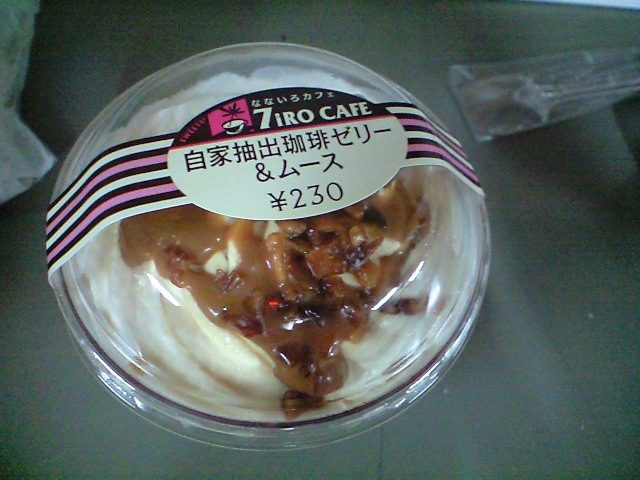 なないろカフェ
SWEETS
7IRO CAFE
自家抽出珈琲ゼリー
&ムース
¥230